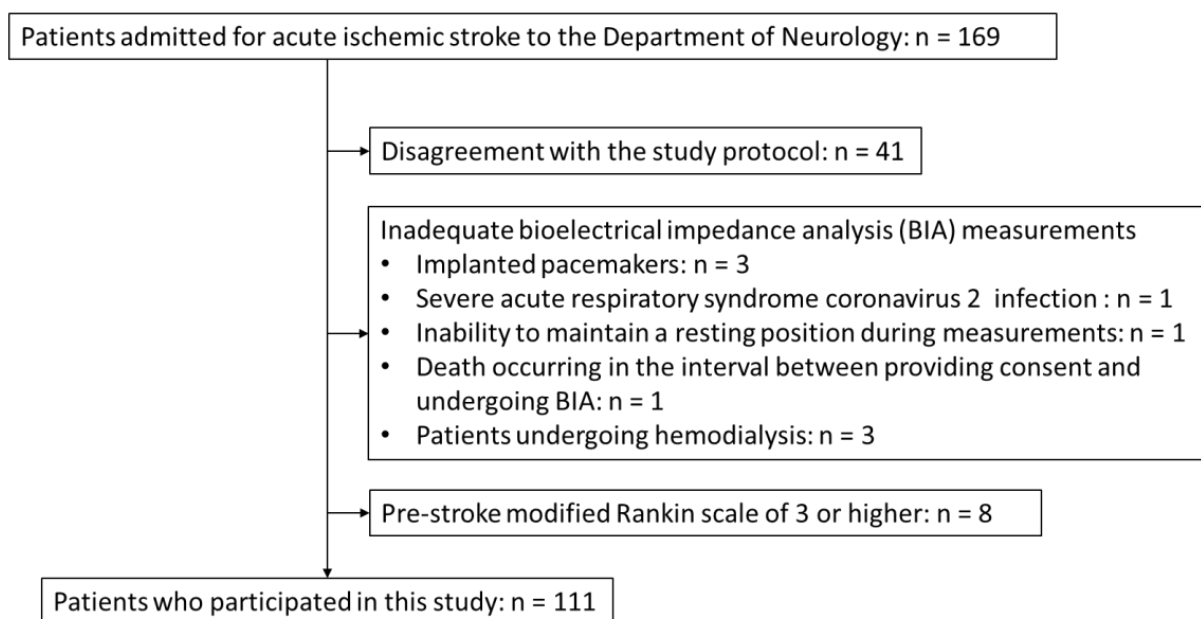 Patients admitted for acute ischemic stroke to the Department of Neurology: n = 169
Disagreement with the study protocol: n = 41
Inadequate bioelectrical impedance analysis (BIA) measurements
• Implanted pacemakers: n = 3
• Severe acute respiratory syndrome coronavirus 2 infection : n = 1
• Inability to maintain a resting position during measurements: n = 1
• Death occurring in the interval between providing consent and
undergoing BIA: n = 1
• Patients undergoing hemodialysis: n = 3
Pre-stroke modified Rankin scale of 3 or higher: n = 8
Patients who participated in this study: n = 111